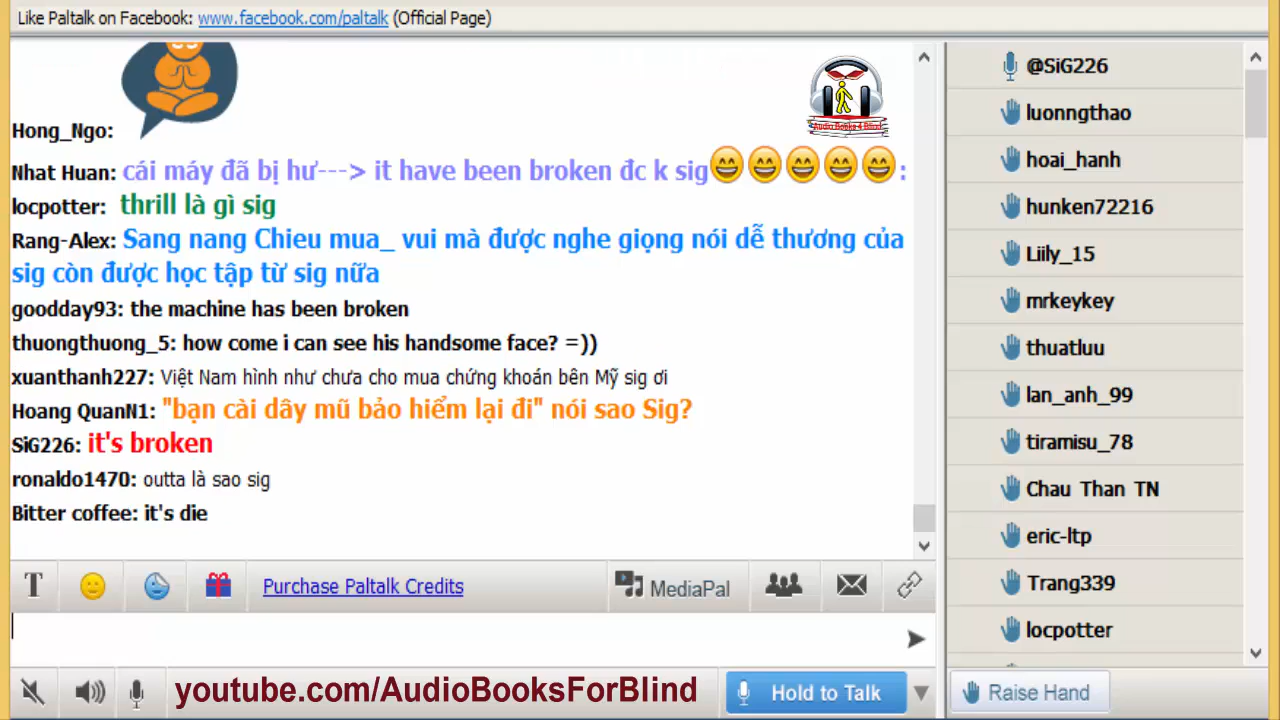 Like Paltalk on Facebook: www.facebook.com/paltalk (Official Page)
Hong_Ngo:
Audio Books 4 Blind
Nhat Huan: cái máy đã bị hư---> it have been broken đc k sig :
locpotter: thrill là gì sig
Rang-Alex: Sang nang Chieu mua_ vui mà được nghe giọng nói dễ thương của
sig còn được học tập từ sig nữa
goodday93: the machine has been broken
thuongthuong_5: how come i can see his handsome face? =))
xuanthanh227: Việt Nam hình như chưa cho mua chứng khoán bên Mỹ sig ơi
Hoang QuanN1: "bạn cài dây mũ bảo hiểm lại đi" nói sao Sig?
SiG226: it's broken
ronaldo1470: outta là sao sig
Bitter coffee: it's die
T
Purchase Paltalk Credits
MediaPal
youtube.com/AudioBooksForBlind
Hold to Talk
@SiG226
luonngthao
hoai_hanh
hunken72216
Liily_15
mrkeykey
thuatluu
lan_anh_99
tiramisu_78
Chau Than TN
eric-ltp
Trang339
locpotter
Raise Hand